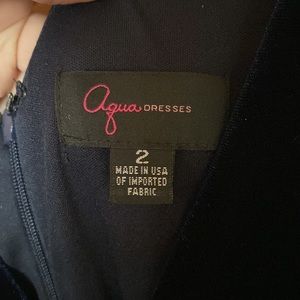 Aqua DRESSES
2
MADE IN USA
OF IMPORTED
FABRIC